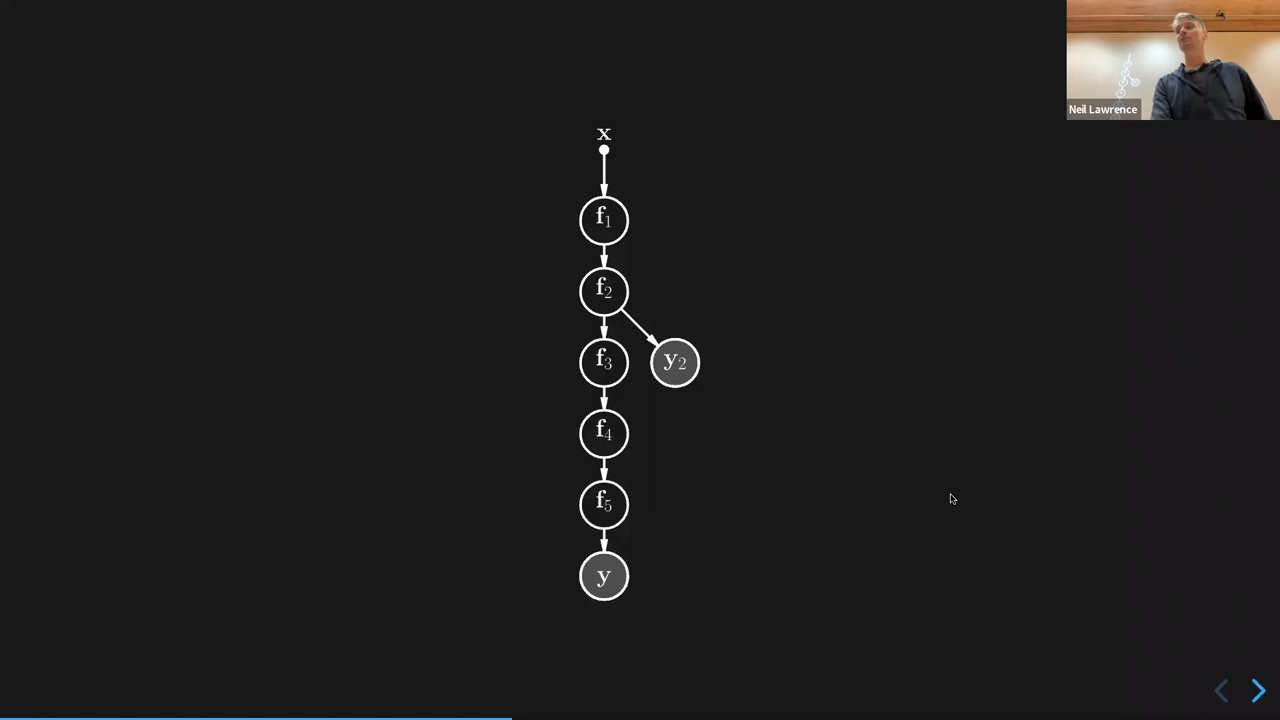 x
f₁
f₂
f₃
y₂
f₄
f₅
y
Neil Lawrence